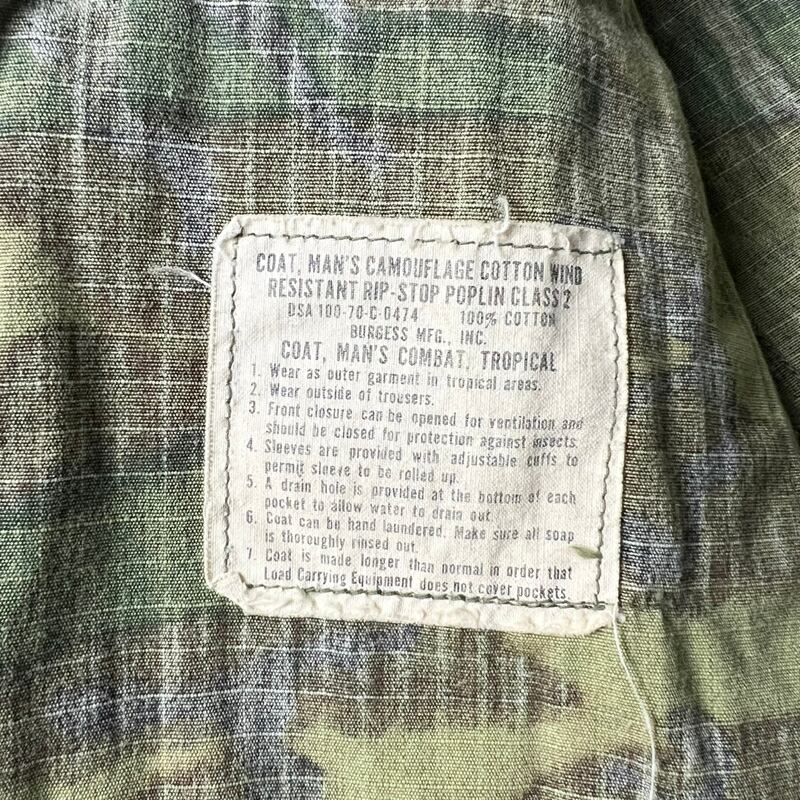 COAT, MAN'S CAMOUFLAGE COTTON WIND
RESISTANT RIP-STOP POPLIN CLASS 2
DSA 100-70-C-0474 100% COTTON
BURGESS MFG., INC.
COAT, MAN'S COMBAT, TROPICAL
1. Wear as outer garment in tropical areas.
2. Wear outside of trousers.
3. Front closure can be opened for ventilation and
should be closed for protection against insects.
4. Sleeves are provided with adjustable cuffs to
permit sleeve to be rolled up.
5. A drain hole is provided at the bottom of each
pocket to allow water to drain out.
6. Coat can be hand laundered. Make sure all soap
is thoroughly rinsed out.
7. Coat is made longer than normal in order that
Load Carrying Equipment does not cover pockets.